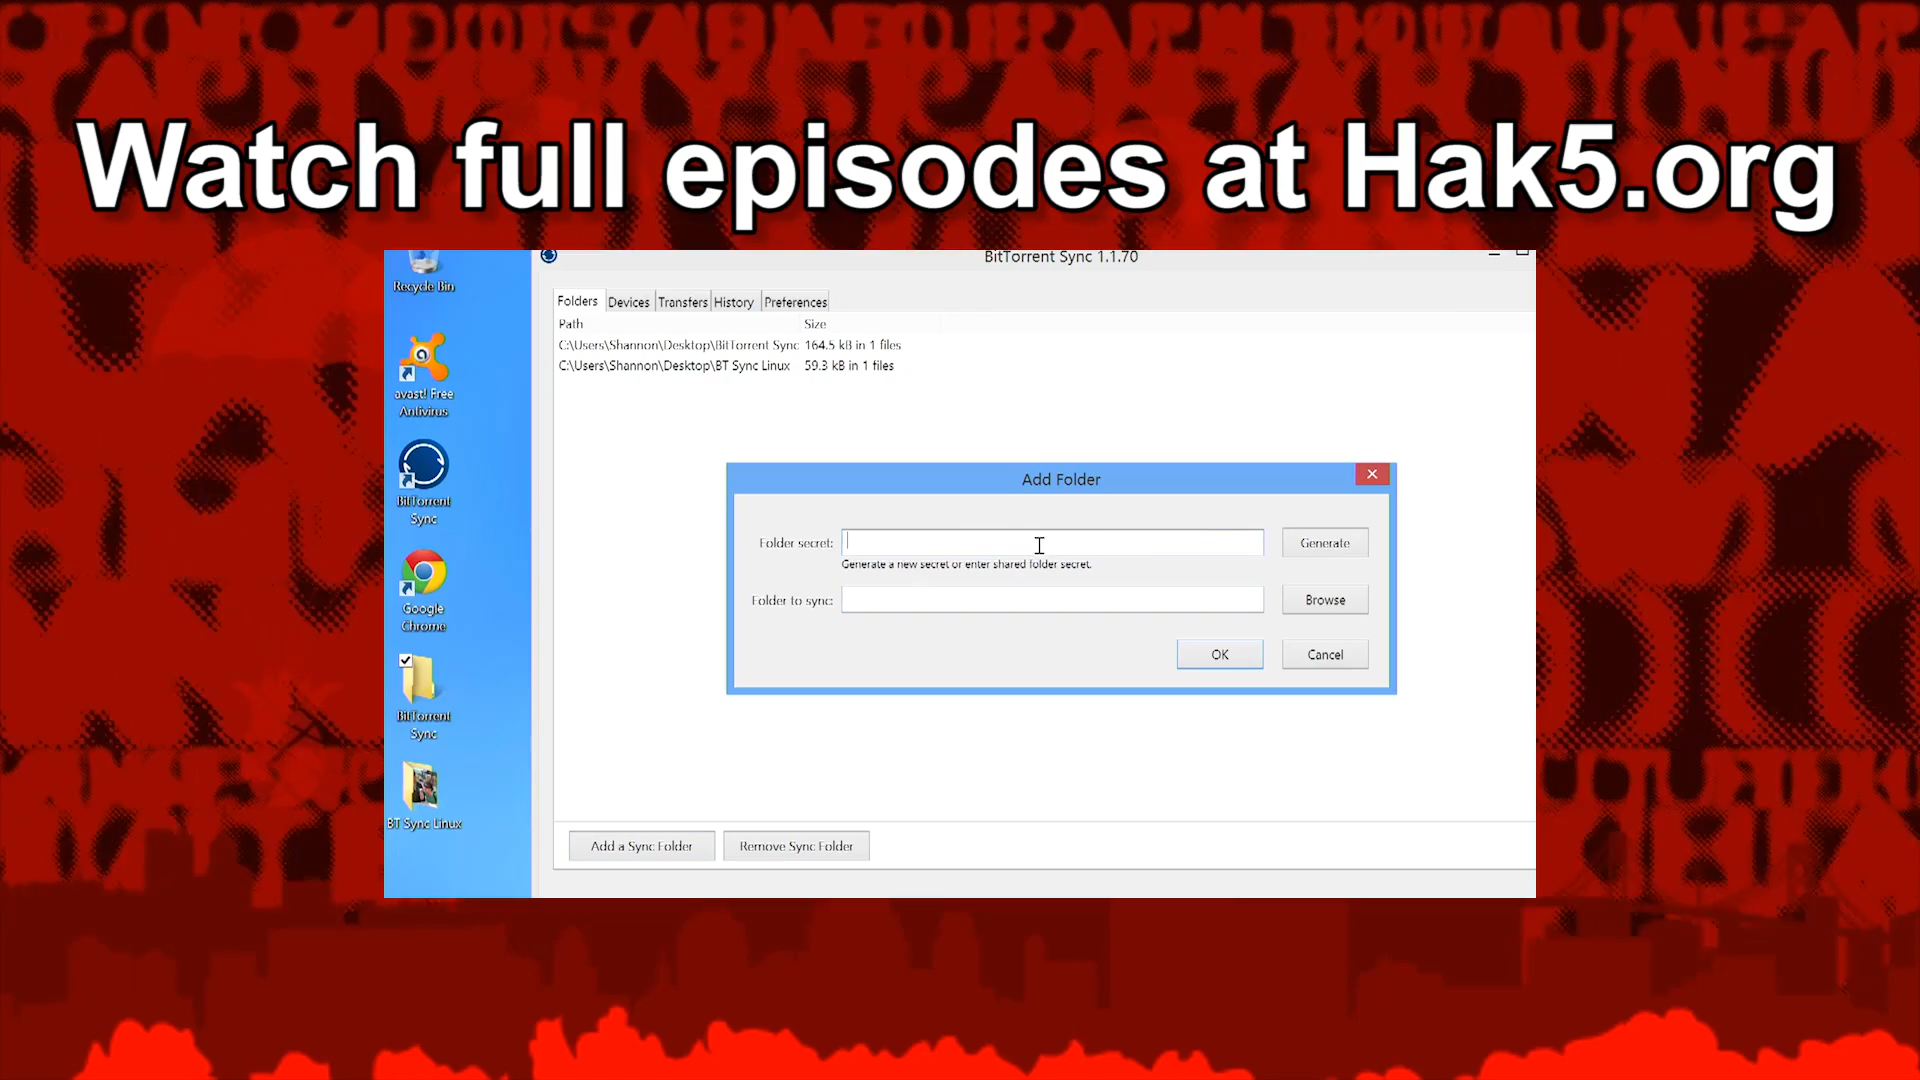 Watch full episodes at Hak5.org
BitTorrent Sync 1.1.70
Recycle Bin
Folders Devices Transfers History Preferences
Path Size
C:\Users\Shannon\Desktop\BitTorrent Sync 164.5 kB in 1 files
C:\Users\Shannon\Desktop\BT Sync Linux 59.3 kB in 1 files
avast! Free
Antivirus
BitTorrent
Sync
Google
Chrome
BitTorrent
Sync
BT Sync Linux
Add Folder
Folder secret:
Generate
Generate a new secret or enter shared folder secret.
Folder to sync:
Browse
OK
Cancel
Add a Sync Folder
Remove Sync Folder